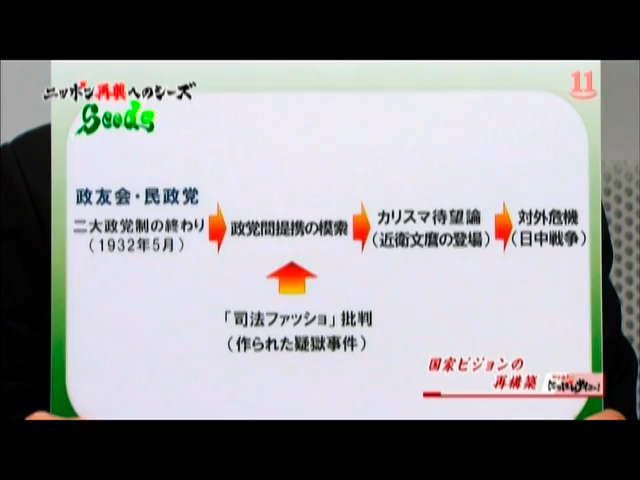 ニッポン再興へのシーズ
Seeds
11
政友会・民政党
二大政党制の終わり
(1932年5月)
政党間提携の模索
カリスマ待望論
(近衛文麿の登場)
対外危機
(日中戦争)
「司法ファッショ」批判
(作られた疑獄事件)
国家ビジョンの
再構築